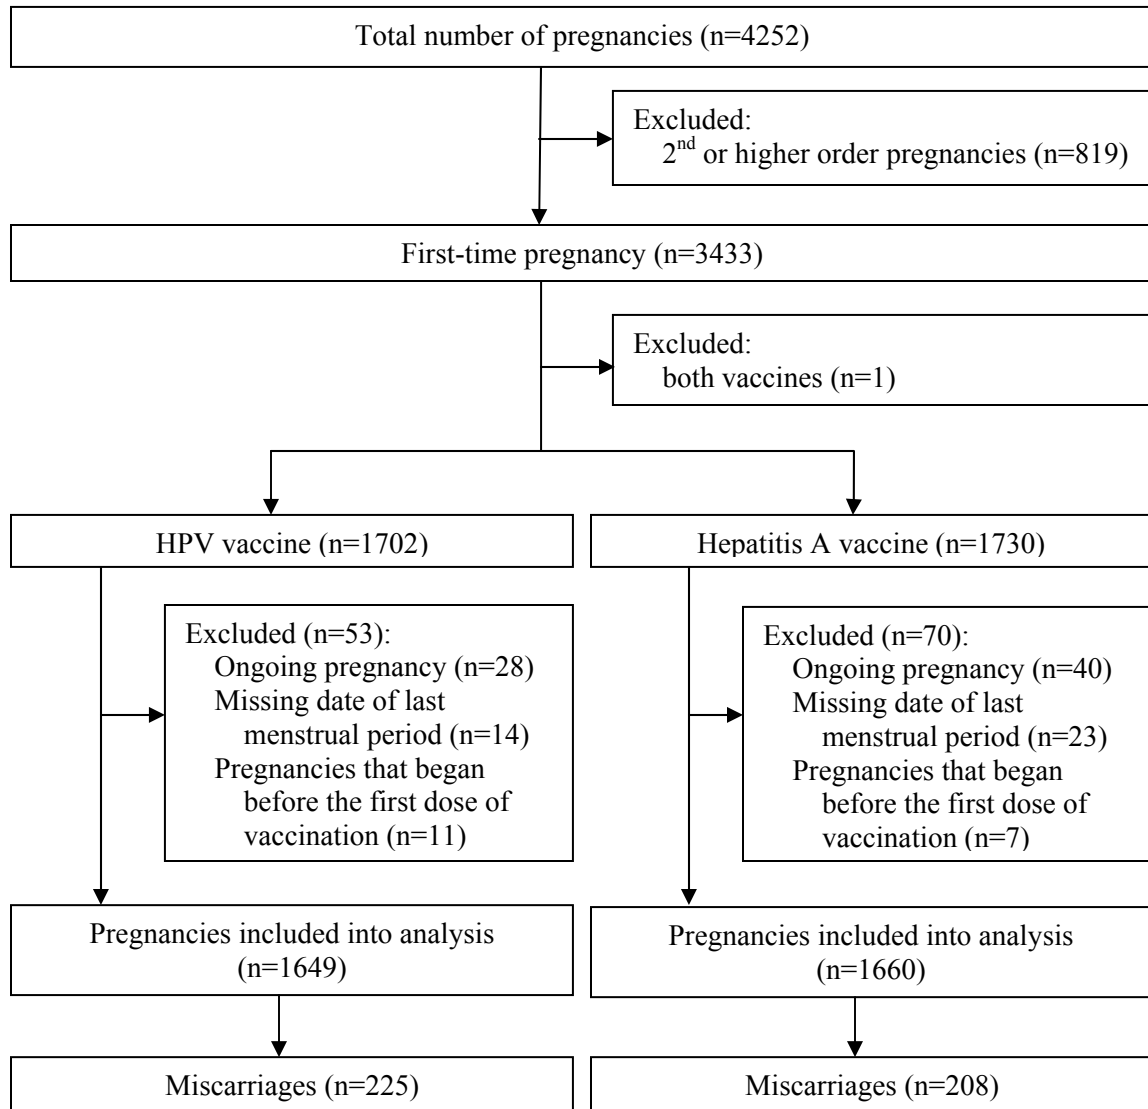 Total number of pregnancies (n=4252)
Excluded:
2nd or higher order pregnancies (n=819)
First-time pregnancy (n=3433)
Excluded:
both vaccines (n=1)
HPV vaccine (n=1702)
Hepatitis A vaccine (n=1730)
Excluded (n=53):
Ongoing pregnancy (n=28)
Missing date of last
menstrual period (n=14)
Pregnancies that began
before the first dose of
vaccination (n=11)
Excluded (n=70):
Ongoing pregnancy (n=40)
Missing date of last
menstrual period (n=23)
Pregnancies that began
before the first dose of
vaccination (n=7)
Pregnancies included into analysis
(n=1649)
Pregnancies included into analysis
(n=1660)
Miscarriages (n=225)
Miscarriages (n=208)